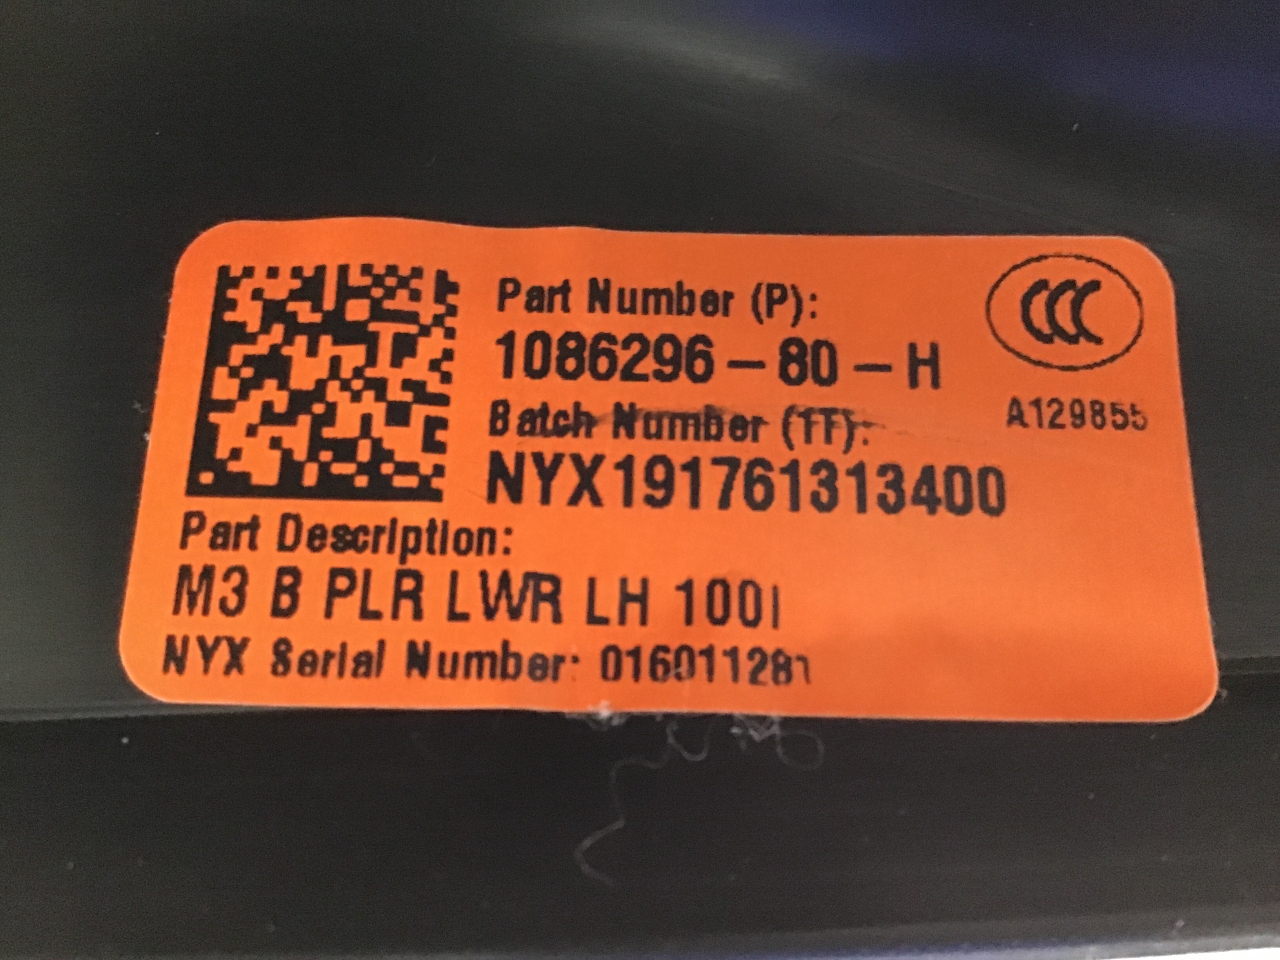 Part Number (P):
1086296-80-H
CCC
A129855
Batch Number (1T):
NYX191761313400
Part Description:
M3 B PLR LWR LH 100I
NYX Serial Number: 016011281